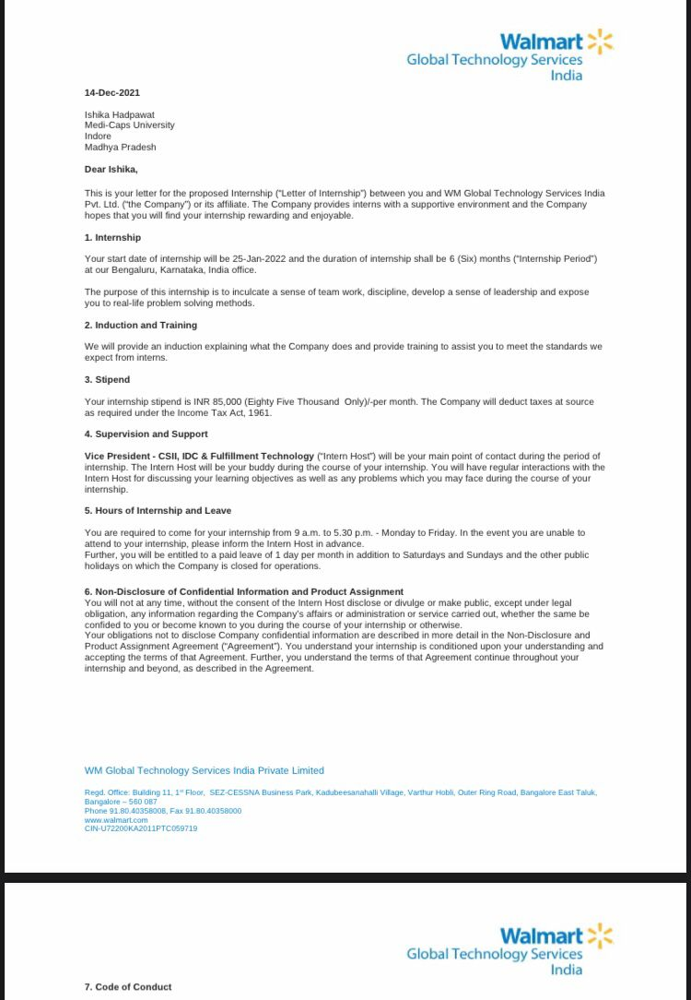 Walmart
Global Technology Services
India
14-Dec-2021
Ishika Hadpawat
Medi-Caps University
Indore
Madhya Pradesh
Dear Ishika,
This is your letter for the proposed Internship (“Letter of Internship”) between you and WM Global Technology Services India
Pvt. Ltd. (“the Company”) or its affiliate. The Company provides interns with a supportive environment and the Company
hopes that you will find your internship rewarding and enjoyable.
1. Internship
Your start date of internship will be 25-Jan-2022 and the duration of internship shall be 6 (Six) months (“Internship Period”)
at our Bengaluru, Karnataka, India office.
The purpose of this internship is to inculcate a sense of team work, discipline, develop a sense of leadership and expose
you to real-life problem solving methods.
2. Induction and Training
We will provide an induction explaining what the Company does and provide training to assist you to meet the standards we
expect from interns.
3. Stipend
Your internship stipend is INR 85,000 (Eighty Five Thousand  Only)/-per month. The Company will deduct taxes at source
as required under the Income Tax Act, 1961.
4. Supervision and Support
Vice President - CSII, IDC & Fulfillment Technology (“Intern Host”) will be your main point of contact during the period of
internship. The Intern Host will be your buddy during the course of your internship. You will have regular interactions with the
Intern Host for discussing your learning objectives as well as any problems which you may face during the course of your
internship.
5. Hours of Internship and Leave
You are required to come for your internship from 9 a.m. to 5.30 p.m. - Monday to Friday. In the event you are unable to
attend to your internship, please inform the Intern Host in advance.
Further, you will be entitled to a paid leave of 1 day per month in addition to Saturdays and Sundays and the other public
holidays on which the Company is closed for operations.
6. Non-Disclosure of Confidential Information and Product Assignment
You will not at any time, without the consent of the Intern Host disclose or divulge or make public, except under legal
obligation, any information regarding the Company’s affairs or administration or service carried out, whether the same be
confided to you or become known to you during the course of your internship or otherwise.
Your obligations not to disclose Company confidential information are described in more detail in the Non-Disclosure and
Product Assignment Agreement (“Agreement”). You understand your internship is conditioned upon your understanding and
accepting the terms of that Agreement. Further, you understand the terms of that Agreement continue throughout your
internship and beyond, as described in the Agreement.
WM Global Technology Services India Private Limited
Regd. Office: Building 11, 1st Floor,  SEZ-CESSNA Business Park, Kadubeesanahalli Village, Varthur Hobli, Outer Ring Road, Bangalore East Taluk,
Bangalore – 560 087
Phone 91.80.40358008, Fax 91.80.40358000
www.walmart.com
CIN-U72200KA2011PTC059719
Walmart
Global Technology Services
India
7. Code of Conduct